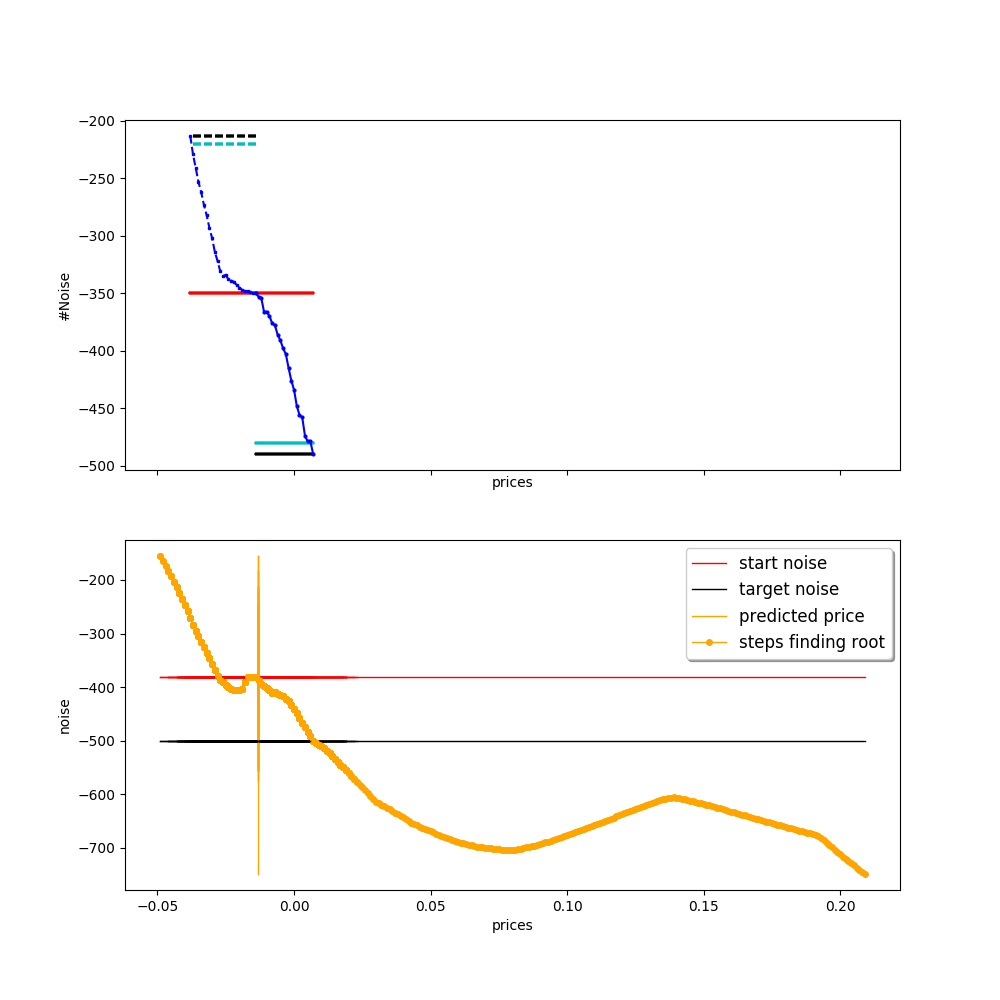 −200
−250
−300
−350
−400
−450
−500
#Noise
prices
−200
−300
−400
−500
−600
−700
noise
start noise
target noise
predicted price
steps finding root
−0.05 0.00 0.05 0.10 0.15 0.20
prices